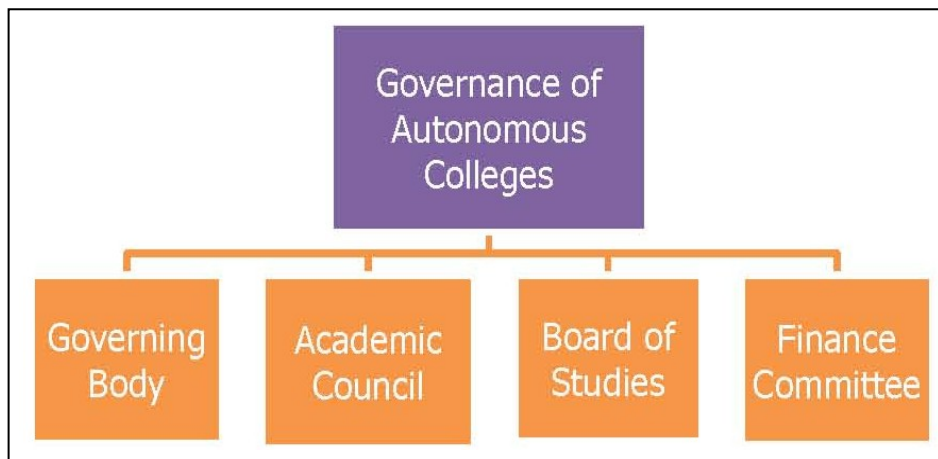 Governance of
Autonomous
Colleges
Governing
Body
Academic
Council
Board of
Studies
Finance
Committee